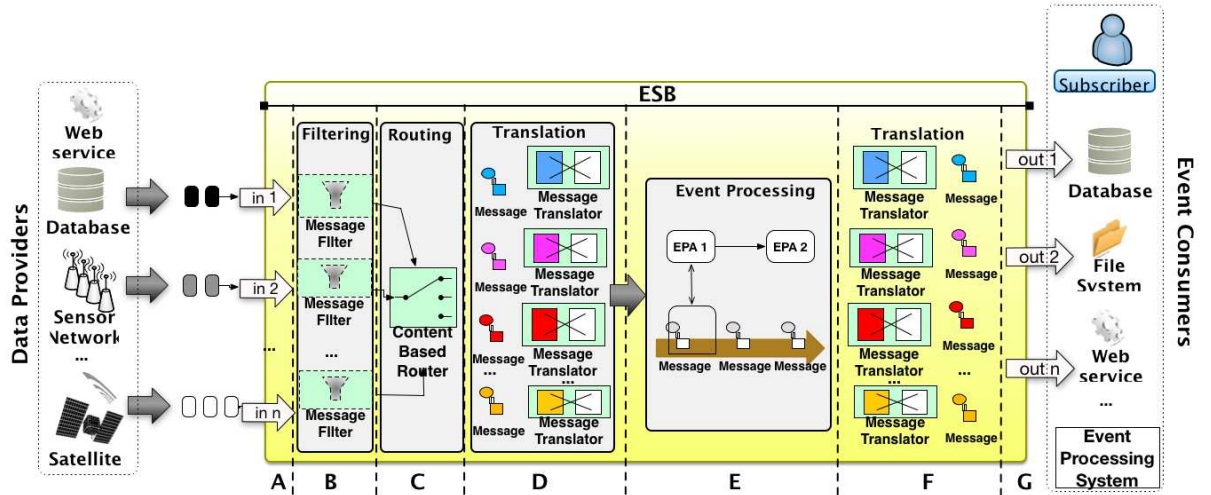 Data Providers
Web
service
Database
Sensor
Network
...
Satellite
in 1
in 2
...
in n
ESB
Filtering
Message
FIlter
Message
FIlter
...
Message
FIlter
Routing
Content
Based
Router
Translation
Message
Message
Translator
Message
Message
Translator
Message
Message
Translator
...
...
Message
Message
Translator
Event Processing
EPA 1
EPA 2
Message
Message
Message
Translation
Message
Translator
Message
Message
Translator
Message
Message
Translator
Message
...
...
Message
Translator
Message
A
B
C
D
E
F
G
out 1
out 2
out n
Subscriber
Database
File
System
Web
service
...
Event
Processing
System
Event Consumers